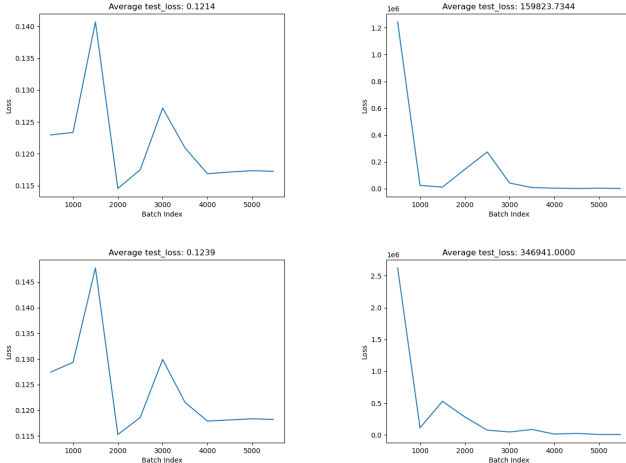 Average test_loss: 0.1214
0.140
0.135
0.130
0.125
0.120
0.115
Loss
1000 2000 3000 4000 5000
Batch Index
Average test_loss: 159823.7344
1e6
1.2
1.0
0.8
0.6
0.4
0.2
0.0
Loss
1000 2000 3000 4000 5000
Batch Index
Average test_loss: 0.1239
0.145
0.140
0.135
0.130
0.125
0.120
0.115
Loss
1000 2000 3000 4000 5000
Batch Index
Average test_loss: 346941.0000
1e6
2.5
2.0
1.5
1.0
0.5
0.0
Loss
1000 2000 3000 4000 5000
Batch Index